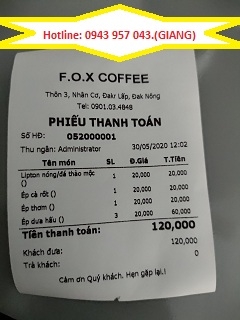 Hotline: 0943 957 043.(GIANG)
F.O.X COFFEE
Thôn 3, Nhân Cơ, Đakr Lấp, Đak Nông
Tel: 0901.03.4848
PHIẾU THANH TOÁN
Số HĐ: 052000001
Thu ngân: Administrator 30/05/2020 12:02
Tên món SL Đ.Giá T.Tiền
Lipton nóng/đá thảo mộc () 1 20,000 20,000
Ép cà rốt () 1 20,000 20,000
Ép thơm () 1 20,000 20,000
Ép dưa hấu () 3 20,000 60,000
Tiền thanh toán: 120,000
Khách đưa: 120,000
Trả khách: 0
Cảm ơn Quý khách. Hẹn gặp lại!